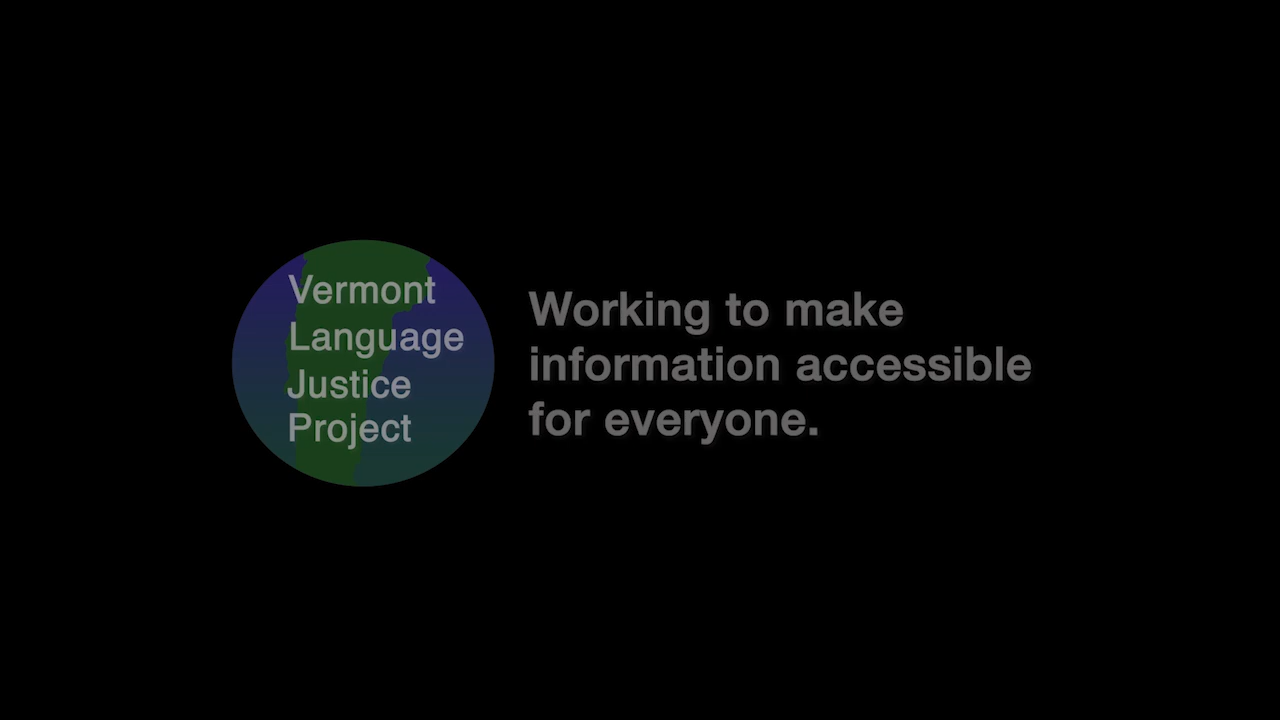 Vermont
Language
Justice
Project
Working to make
information accessible
for everyone.